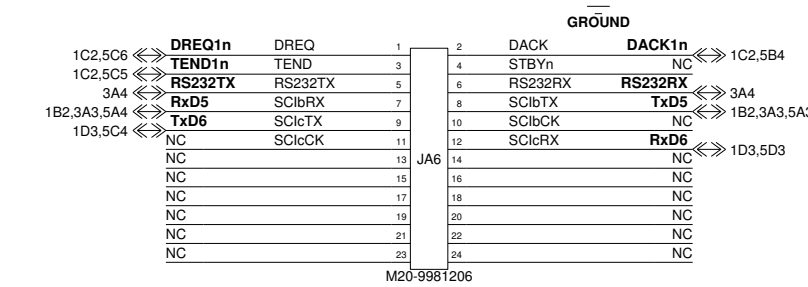 GROUND
1C2,5C6 DREQ1n DREQ 1 2 DACK DACK1n 1C2,5B4
1C2,5C5 TEND1n TEND 3 4 STBYn NC
3A4 RS232TX RS232TX 5 6 RS232RX RS232RX 3A4
1B2,3A3,5A4 RxD5 SCIbRX 7 8 SCIbTX TxD5 1B2,3A3,5A3
1D3,5C4 TxD6 SCIcTX 9 10 SCIbCK NC
NC SCIcCK 11 12 SCIcRX RxD6 1D3,5D3
NC 13 JA6 14 NC
NC 15 16 NC
NC 17 18 NC
NC 19 20 NC
NC 21 22 NC
NC 23 24 NC
M20-9981206